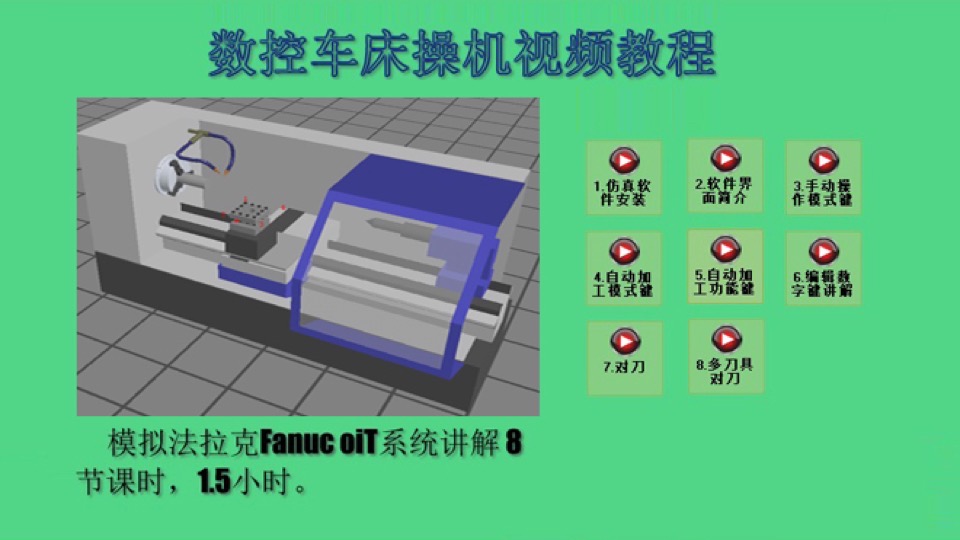 数控车床操机视频教程
1.仿真软
件安装
2.软件界
面简介
3.手动操
作模式键
4.自动加
工模式键
5.自动加
工功能键
6.编辑数
字键讲解
7.对刀
8.多刀具
对刀
模拟法拉克Fanuc oiT系统讲解 8
节课时，1.5小时。